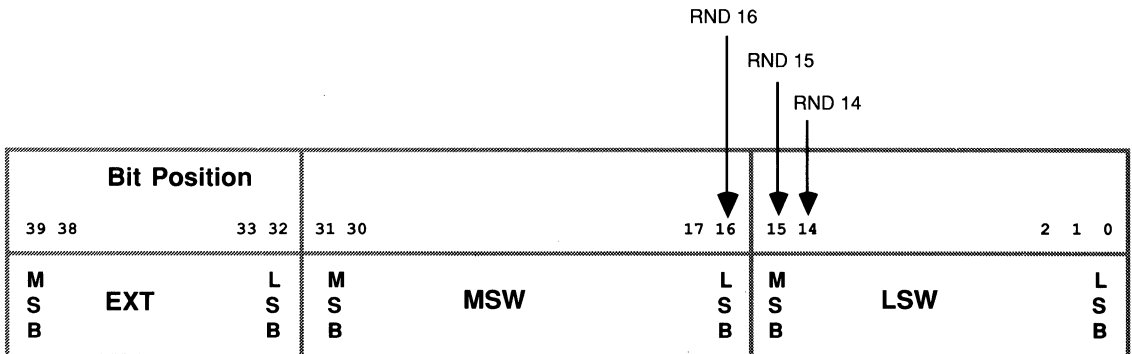 RND 16
RND 15
RND 14
Bit Position
39 38 33 32 31 30 17 16 15 14 2 1 0
M L M L M L
S EXT S S MSW S S LSW S
B B B B B B